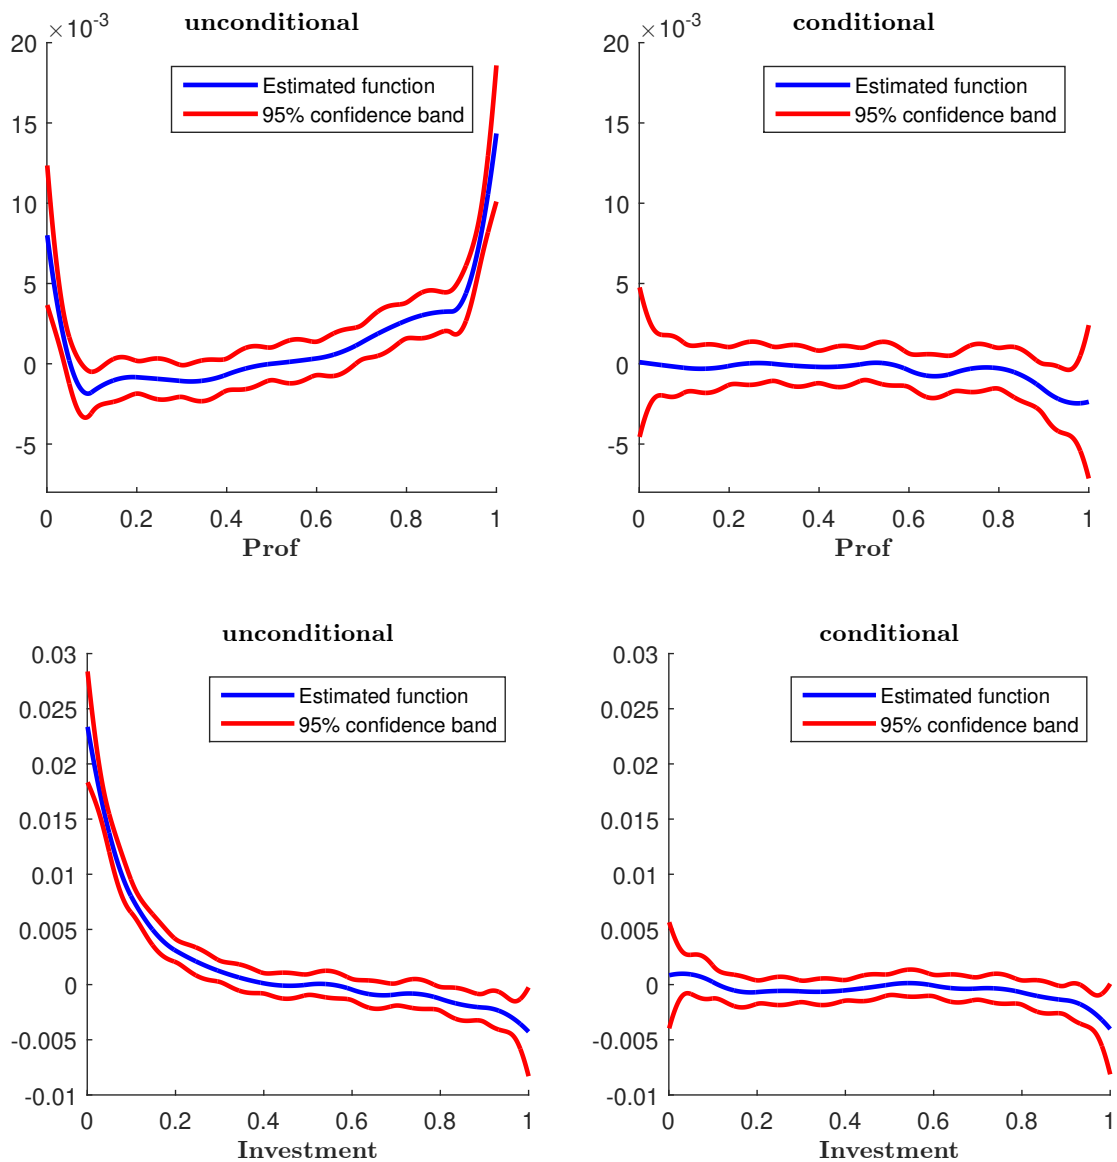 unconditional
×10-3
20
15
10
5
0
-5
Estimated function
95% confidence band
0 0.2 0.4 0.6 0.8 1
Prof
conditional
×10-3
20
15
10
5
0
-5
Estimated function
95% confidence band
0 0.2 0.4 0.6 0.8 1
Prof
unconditional
0.03
0.025
0.02
0.015
0.01
0.005
0
-0.005
-0.01
Estimated function
95% confidence band
0 0.2 0.4 0.6 0.8 1
Investment
conditional
0.03
0.025
0.02
0.015
0.01
0.005
0
-0.005
-0.01
Estimated function
95% confidence band
0 0.2 0.4 0.6 0.8 1
Investment